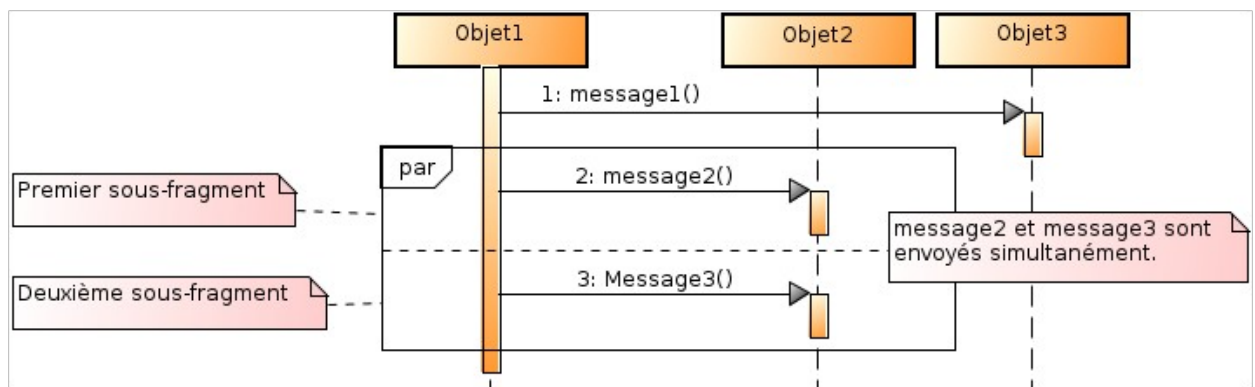 Objet1
Objet2
Objet3
1: message1()
par
2: message2()
Premier sous-fragment
message2 et message3 sont
envoyés simultanément.
3: Message3()
Deuxième sous-fragment